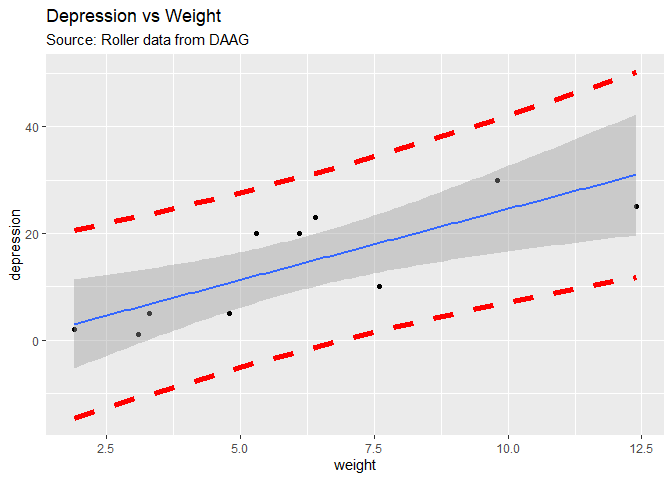 Depression vs Weight
Source: Roller data from DAAG
depression
40
20
0
2.5
5.0
7.5
10.0
12.5
weight